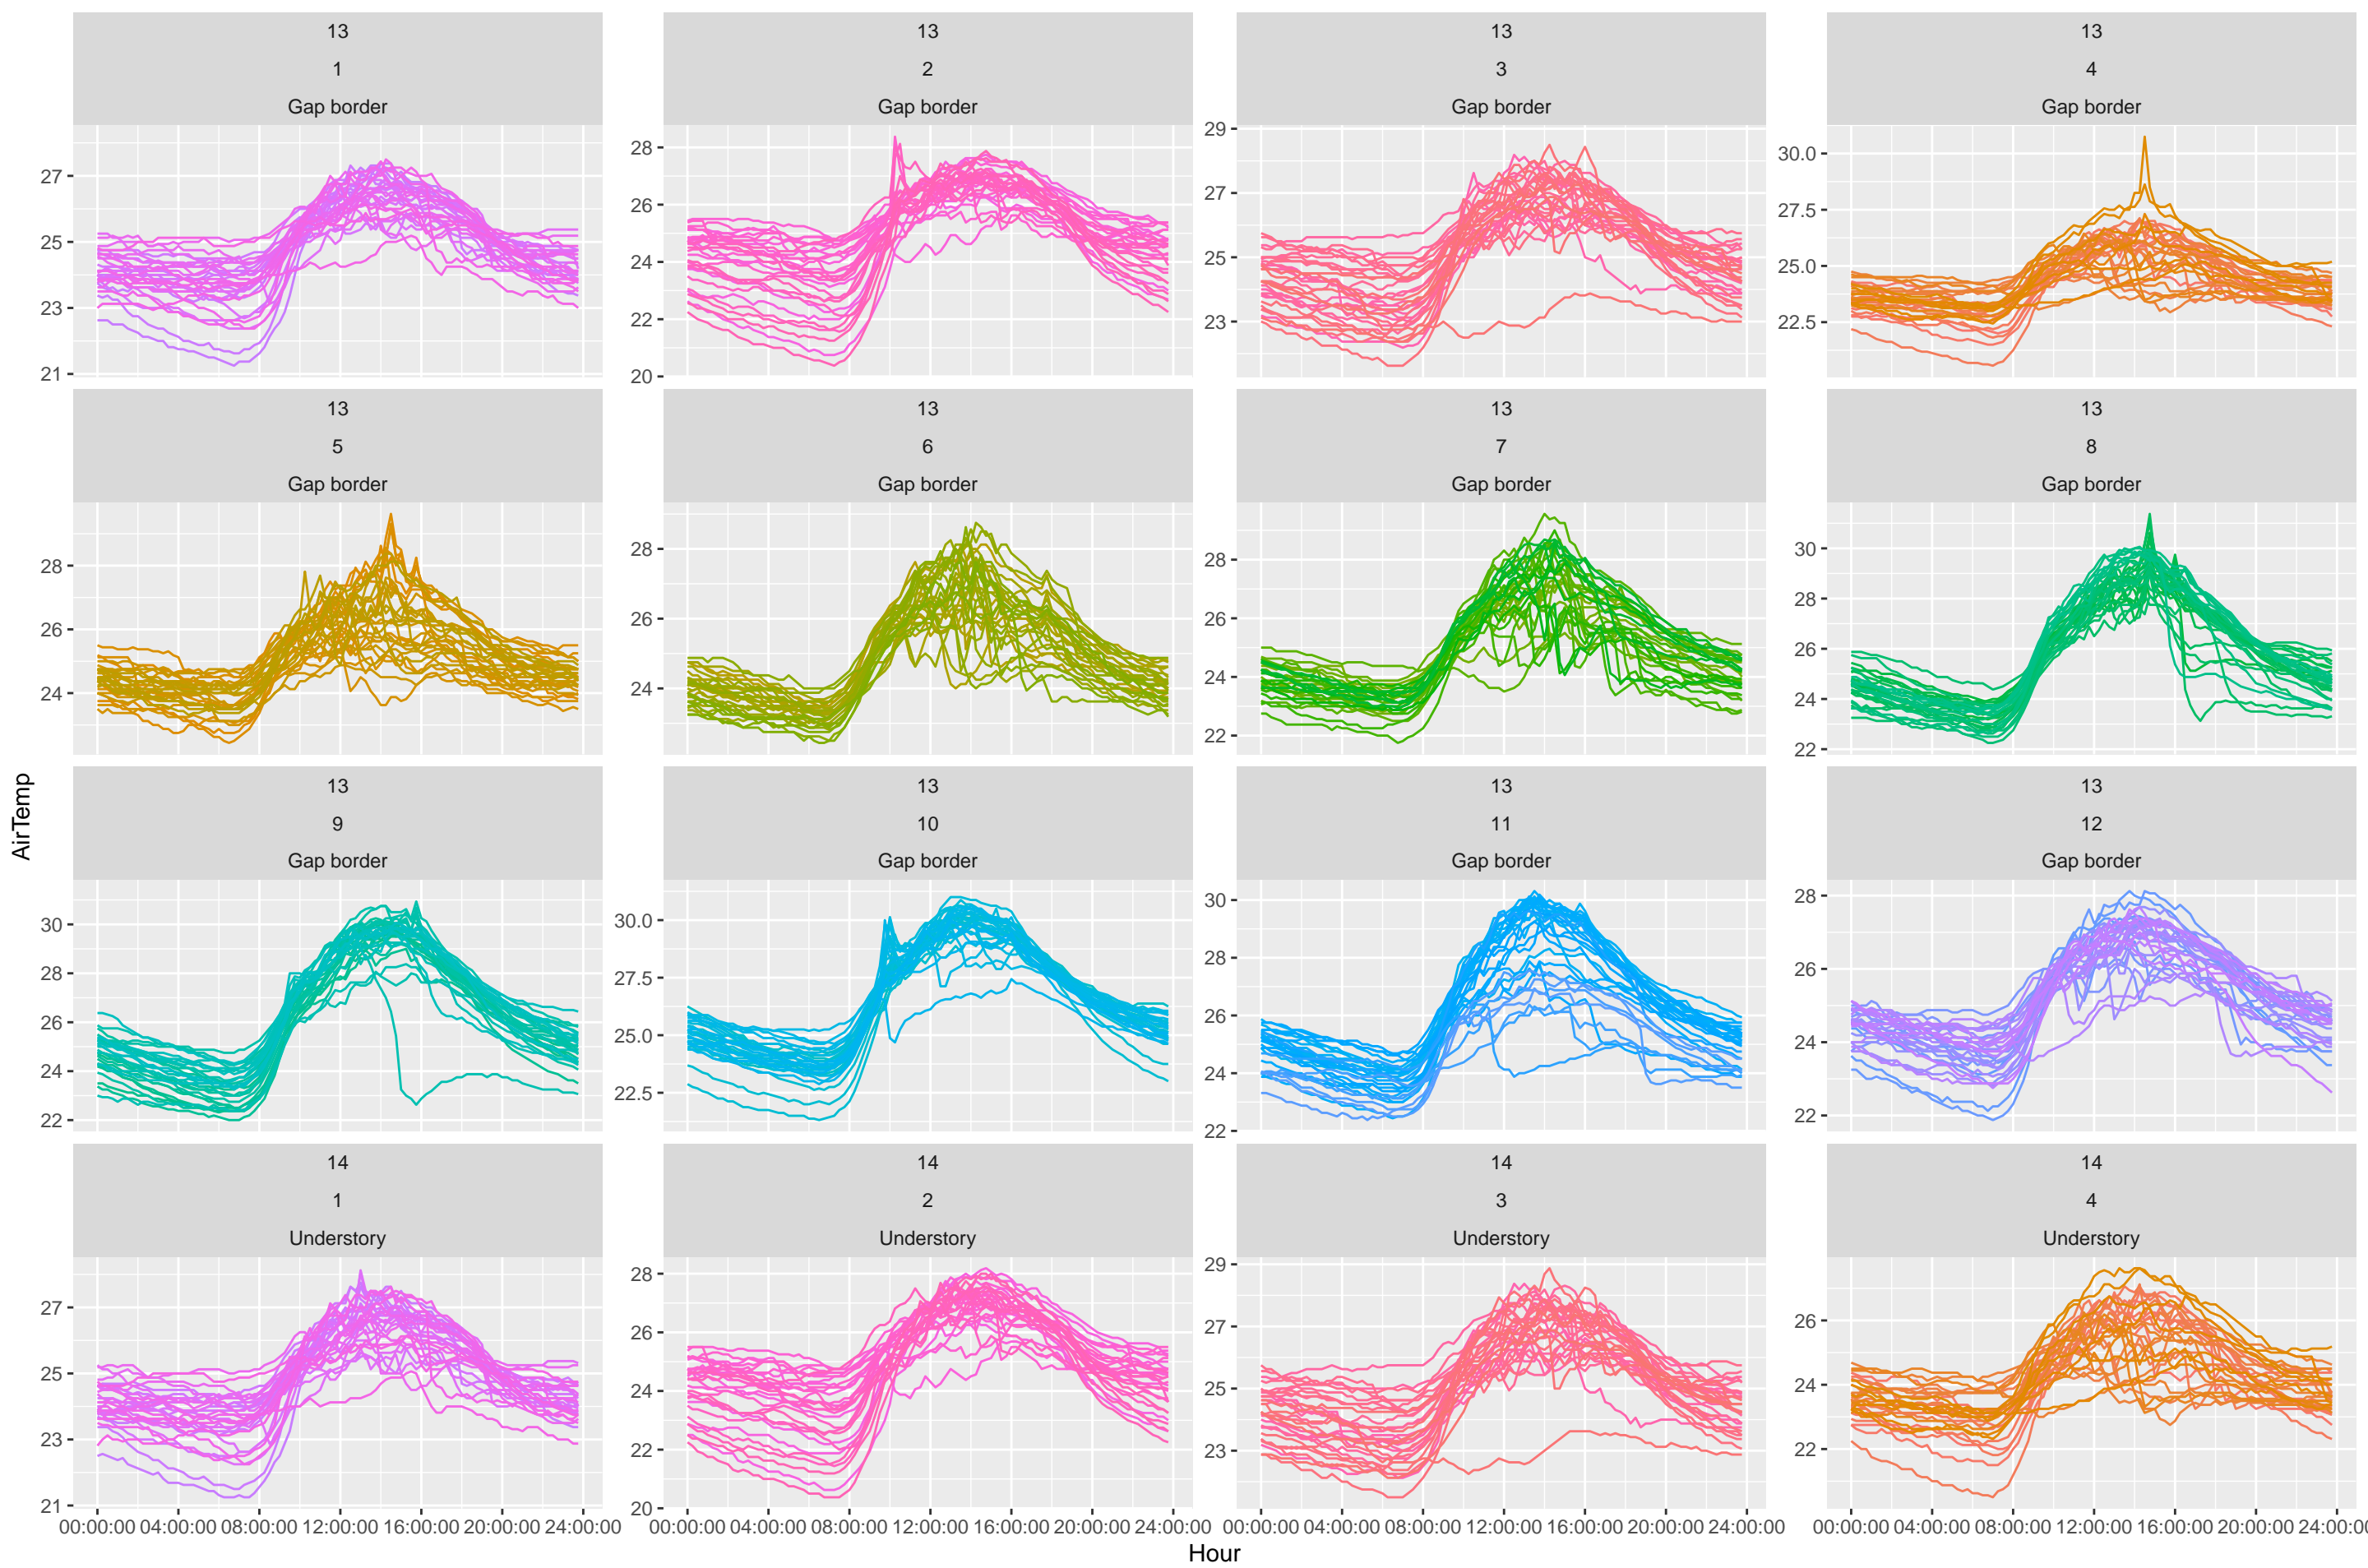 13 13 13 13
1 2 3 4
Gap border Gap border Gap border Gap border
27 25 23 21
28 26 24 22 20
29 27 25 23
30.0 27.5 25.0 22.5
13 13 13 13
5 6 7 8
Gap border Gap border Gap border Gap border
28 26 24
28 26 24
28 26 24 22
30 28 26 24 22
AirTemp
13 13 13 13
9 10 11 12
Gap border Gap border Gap border Gap border
30 28 26 24 22
30.0 27.5 25.0 22.5
30 28 26 24 22
28 26 24 22
14 14 14 14
1 2 3 4
Understory Understory Understory Understory
27 25 23 21
28 26 24 22 20
29 27 25 23
26 24 22
00:00:00 04:00:00 08:00:00 12:00:00 16:00:00 20:00:00 24:00:00
00:00:00 04:00:00 08:00:00 12:00:00 16:00:00 20:00:00 24:00:00
00:00:00 04:00:00 08:00:00 12:00:00 16:00:00 20:00:00 24:00:00
00:00:00 04:00:00 08:00:00 12:00:00 16:00:00 20:00:00 24:00:00
Hour